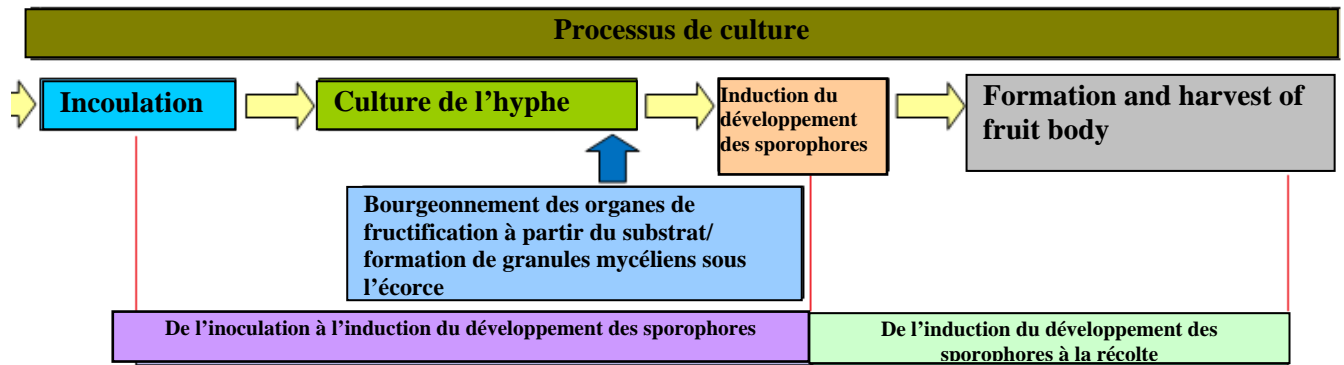 Processus de culture
Incoulation
Culture de l’hyphe
Induction du
développement
des sporophores
Formation and harvest of
fruit body
Bourgeonnement des organes de
fructification à partir du substrat/
formation de granules mycéliens sous
l’écorce
De l’inoculation à l’induction du développement des sporophores
De l’induction du développement des
sporophores à la récolte